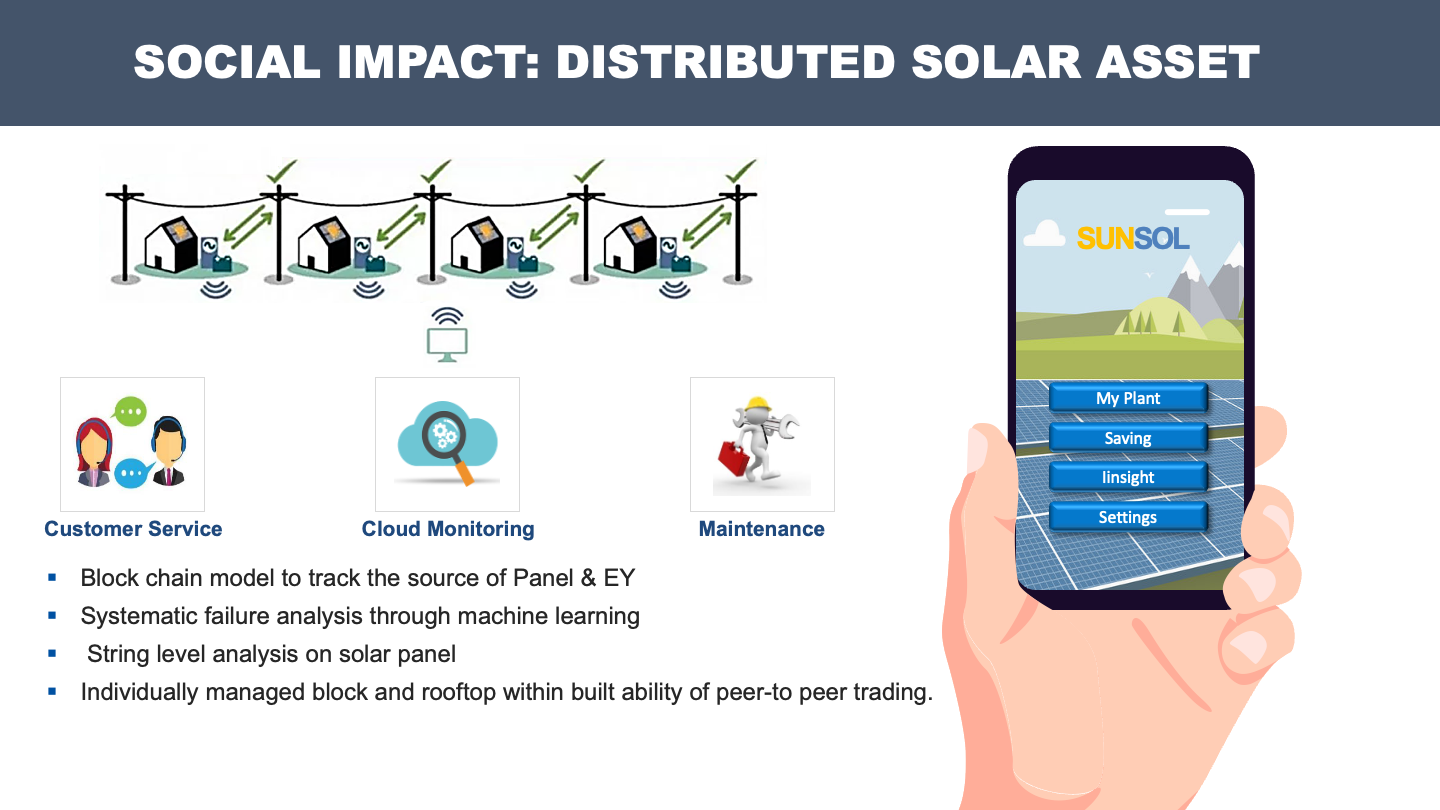 SOCIAL IMPACT: DISTRIBUTED SOLAR ASSET
SUNSOL
My Plant
Saving
Iinsight
Settings
Customer Service
Cloud Monitoring
Maintenance
▪ Block chain model to track the source of Panel & EY
▪ Systematic failure analysis through machine learning
▪ String level analysis on solar panel
▪ Individually managed block and rooftop within built ability of peer-to peer trading.